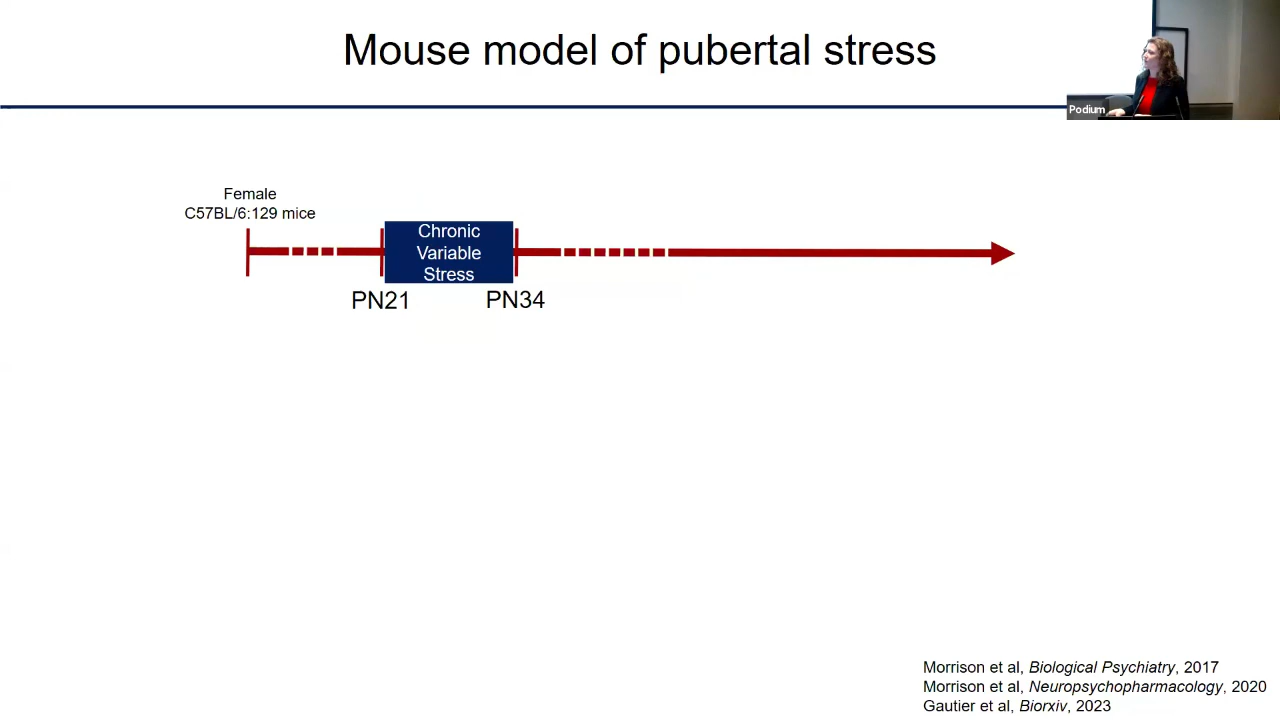 Mouse model of pubertal stress
Podium
Female
C57BL/6:129 mice
Chronic
Variable
Stress
PN21
PN34
Morrison et al, Biological Psychiatry, 2017
Morrison et al, Neuropsychopharmacology, 2020
Gautier et al, Biorxiv, 2023